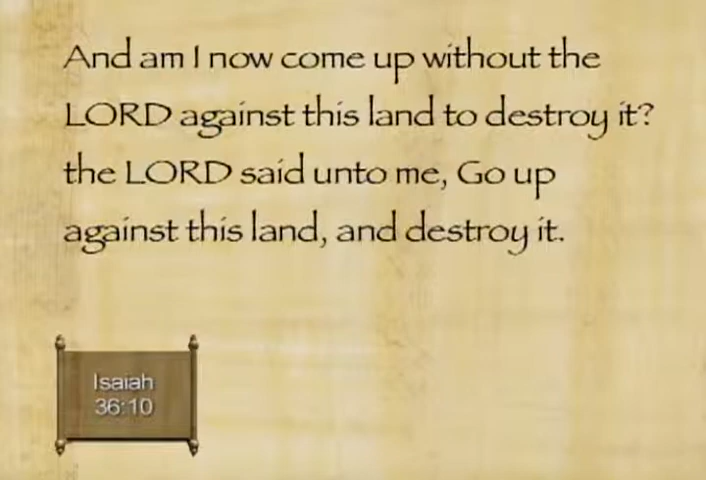 And am I now come up without the
LORD against this land to destroy it?
the LORD said unto me, Go up
against this land, and destroy it.
Isaiah
36:10